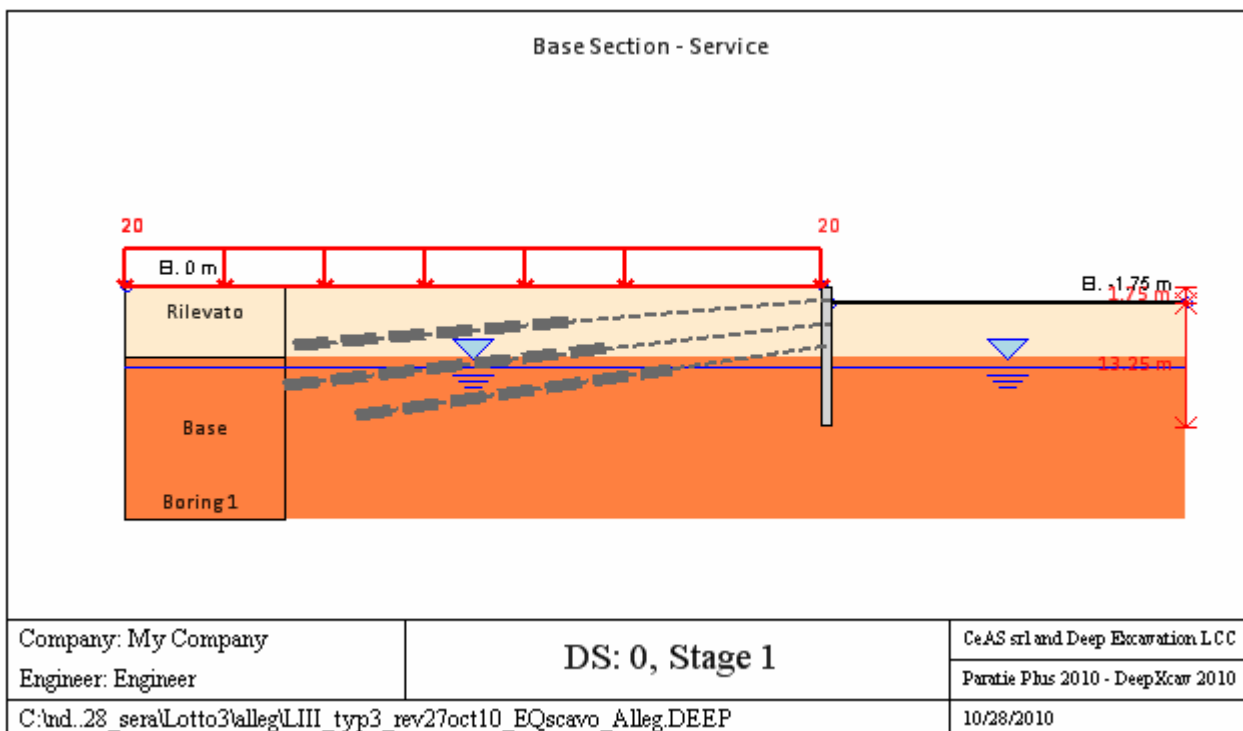 Base Section - Service
20
20
El. 0 m
El. -1.75 m
1.75 m
Rilevato
13.25 m
Base
Boring 1
Company: My Company
Engineer: Engineer
DS: 0, Stage 1
CeAS srl and Deep Excavation LCC
Paratie Plus 2010 - DeepXcav 2010
C:\nd..28_sera\Lotto3\alleg\LIII_typ3_rev27oct10_EQscavo_Alleg.DEEP
10/28/2010